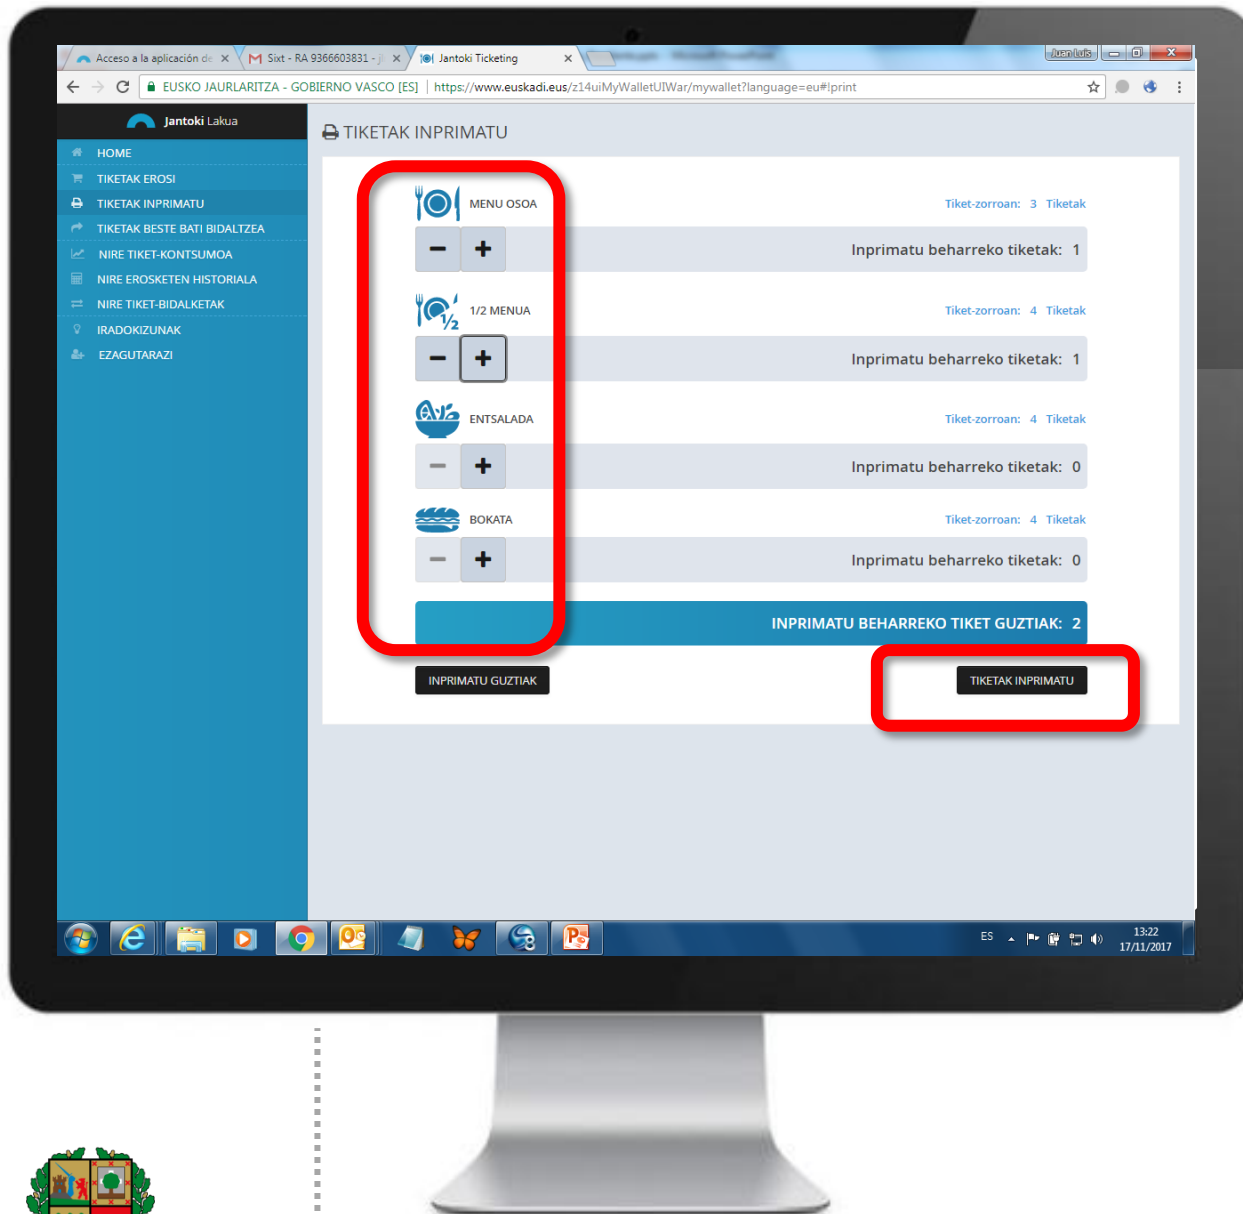 Acceso a la aplicación de
Sixt - RA 9366603831 - j
Jantoki Ticketing
Juan Luis
EUSKO JAURLARITZA - GOBIERNO VASCO [ES]
https://www.euskadi.eus/z14uiMyWalletUIWar/mywallet?language=eu#!print
Jantoki Lakua
HOME
TIKETAK EROSI
TIKETAK INPRIMATU
TIKETAK BESTE BATI BIDALTZEA
NIRE TIKET-KONTSUMOA
NIRE EROSKETEN HISTORIALA
NIRE TIKET-BIDALKETAK
IRADOKIZUNAK
EZAGUTARAZI
TIKETAK INPRIMATU
MENU OSOA
Tiket-zorroan: 3 Tiketak
Inprimatu beharreko tiketak: 1
1/2
1/2 MENUA
Tiket-zorroan: 4 Tiketak
Inprimatu beharreko tiketak: 1
ENTSALADA
Tiket-zorroan: 4 Tiketak
Inprimatu beharreko tiketak: 0
BOKATA
Tiket-zorroan: 4 Tiketak
Inprimatu beharreko tiketak: 0
INPRIMATU BEHARREKO TIKET GUZTIAK: 2
INPRIMATU GUZTIAK
TIKETAK INPRIMATU
ES
13:22
17/11/2017